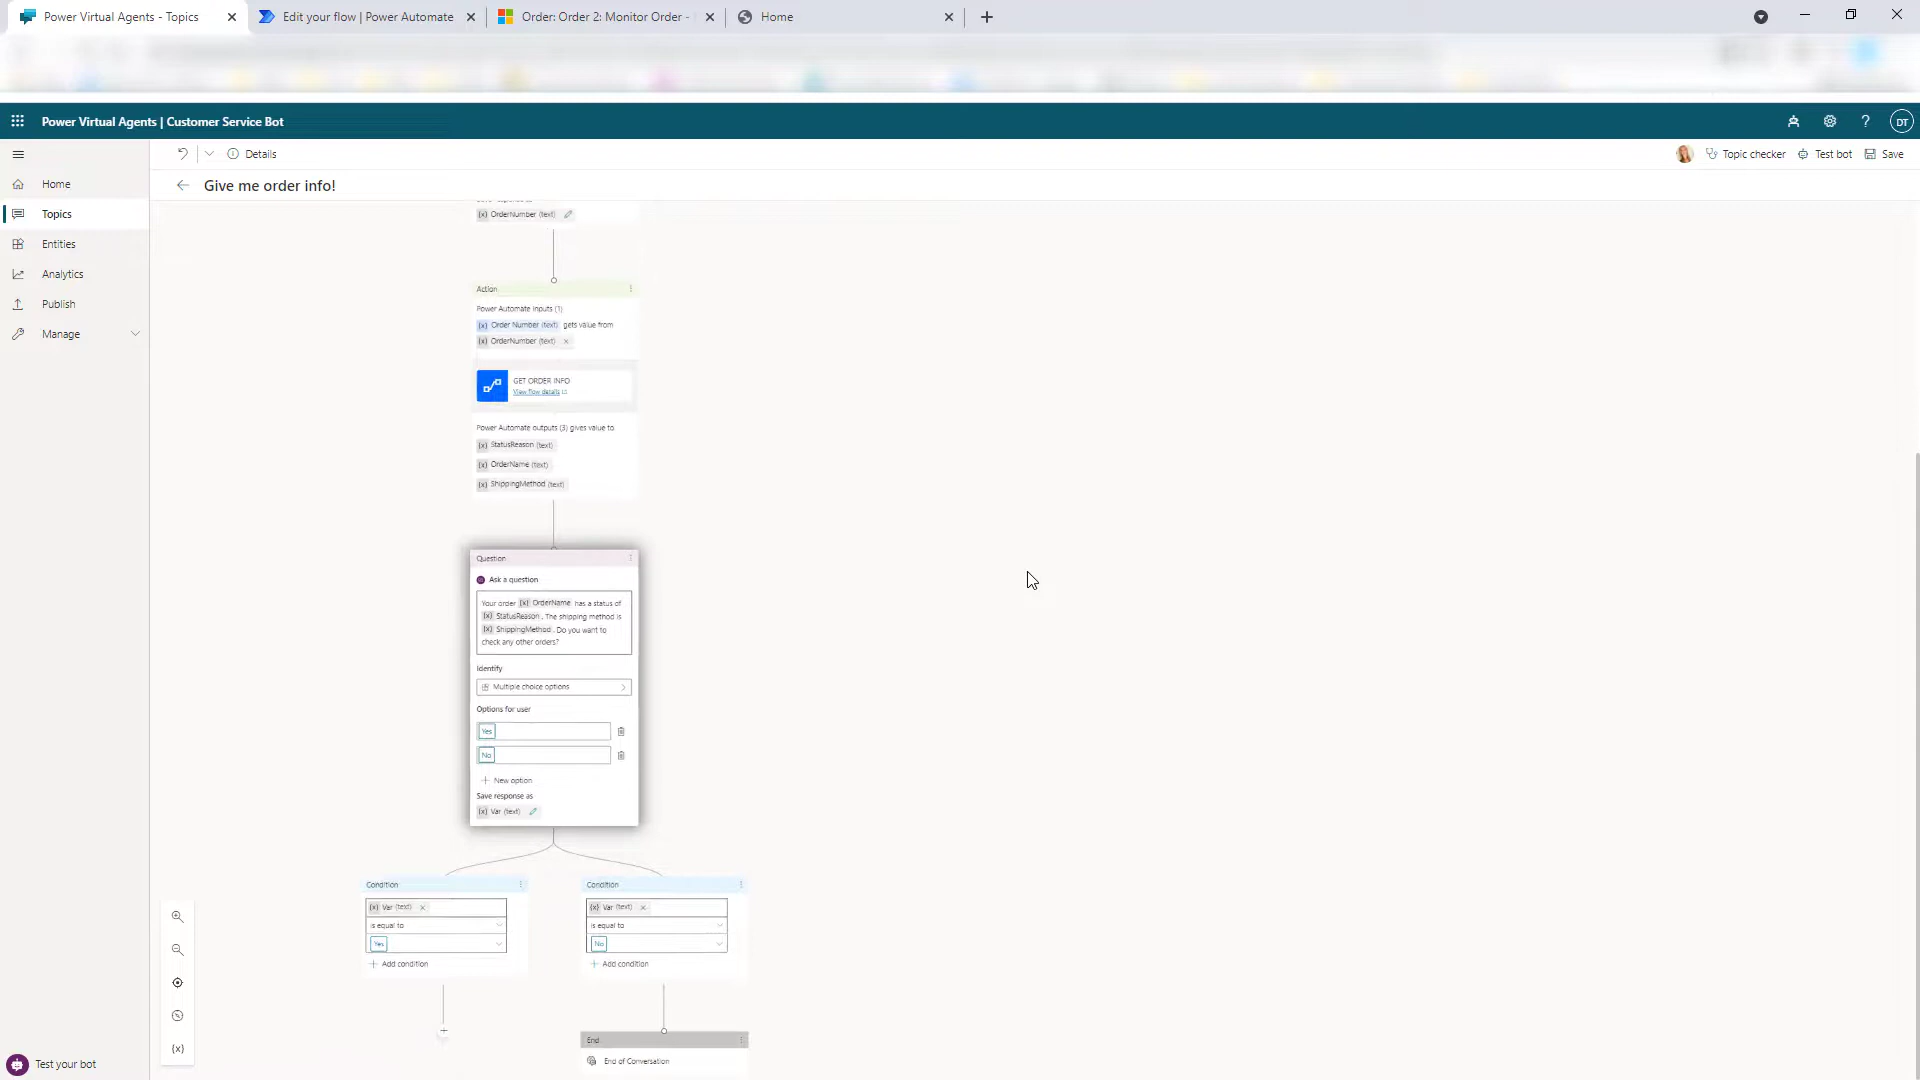 Power Virtual Agents - Topics
Edit your flow | Power Automate
Order: Order 2: Monitor Order -
Home
Power Virtual Agents | Customer Service Bot
DT
Details
Topic checker
Test bot
Save
Give me order info!
Home
Topics
Entities
Analytics
Publish
Manage
{x} OrderNumber (text)
Action
Power Automate inputs (1)
{x} Order Number (text) gets value from
{x} OrderNumber (text)
GET ORDER INFO
View flow details
Power Automate outputs (3) gives value to
{x} StatusReason (text)
{x} OrderName (text)
{x} ShippingMethod (text)
Question
Ask a question
Your order {x} OrderName has a status of
{x} StatusReason . The shipping method is
{x} ShippingMethod . Do you want to
check any other orders?
Identify
Multiple choice options
Options for user
Yes
No
New option
Save response as
{x} Var (text)
Condition
{x} Var (text)
is equal to
Yes
Add condition
Condition
{x} Var (text)
is equal to
No
Add condition
End
End of Conversation
{x}
Test your bot